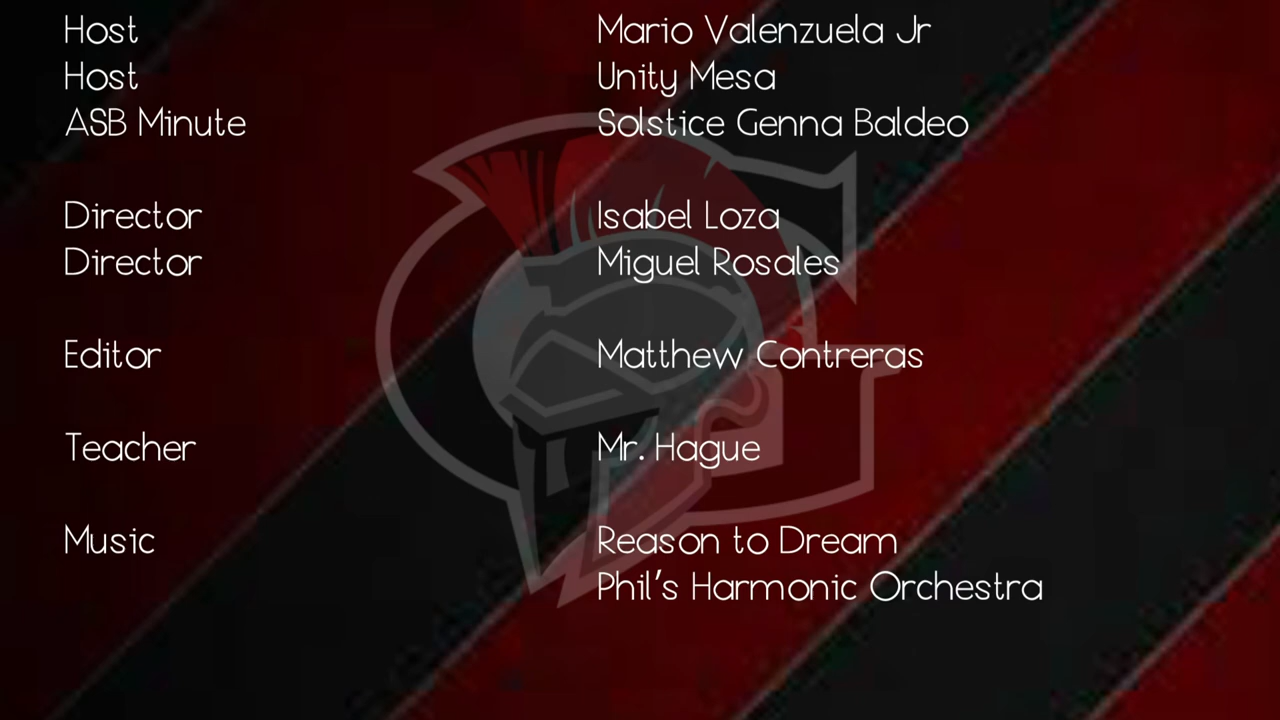 Host Mario Valenzuela Jr
Host Unity Mesa
ASB Minute Solstice Genna Baldeo
Director Isabel Loza
Director Miguel Rosales
Editor Matthew Contreras
Teacher Mr. Hague
Music Reason to Dream
Phil's Harmonic Orchestra